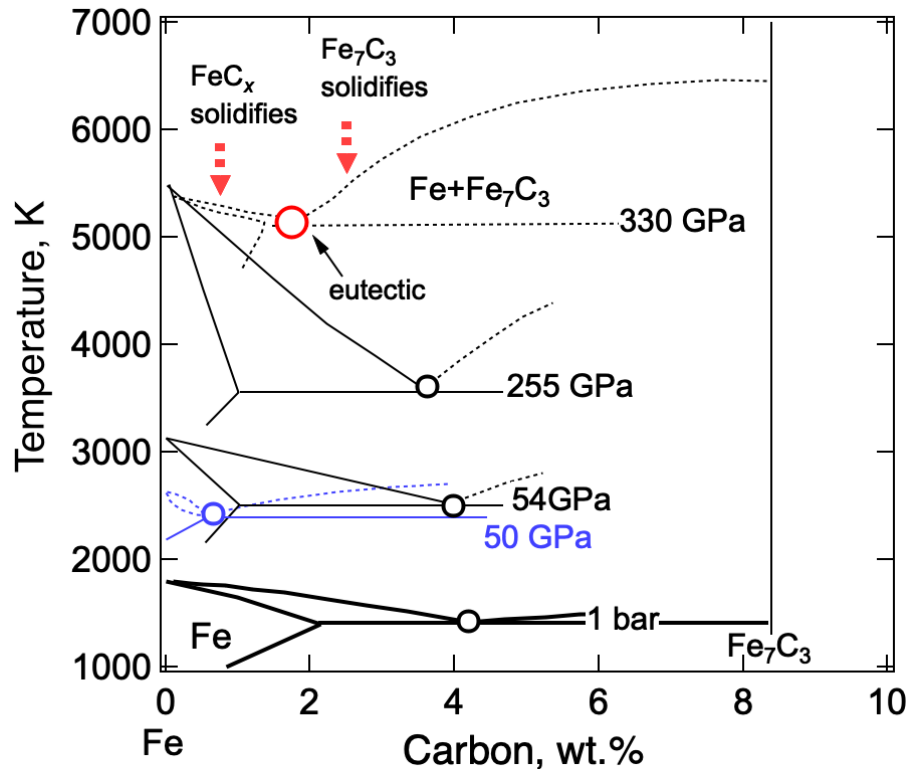 7000
6000
5000
4000
3000
2000
1000
Temperature, K
FeCₓ
solidifies
Fe₇C₃
solidifies
Fe+Fe₇C₃
330 GPa
eutectic
255 GPa
54GPa
50 GPa
1 bar
Fe
Fe₇C₃
0
2
4
6
8
10
Fe
Carbon, wt.%